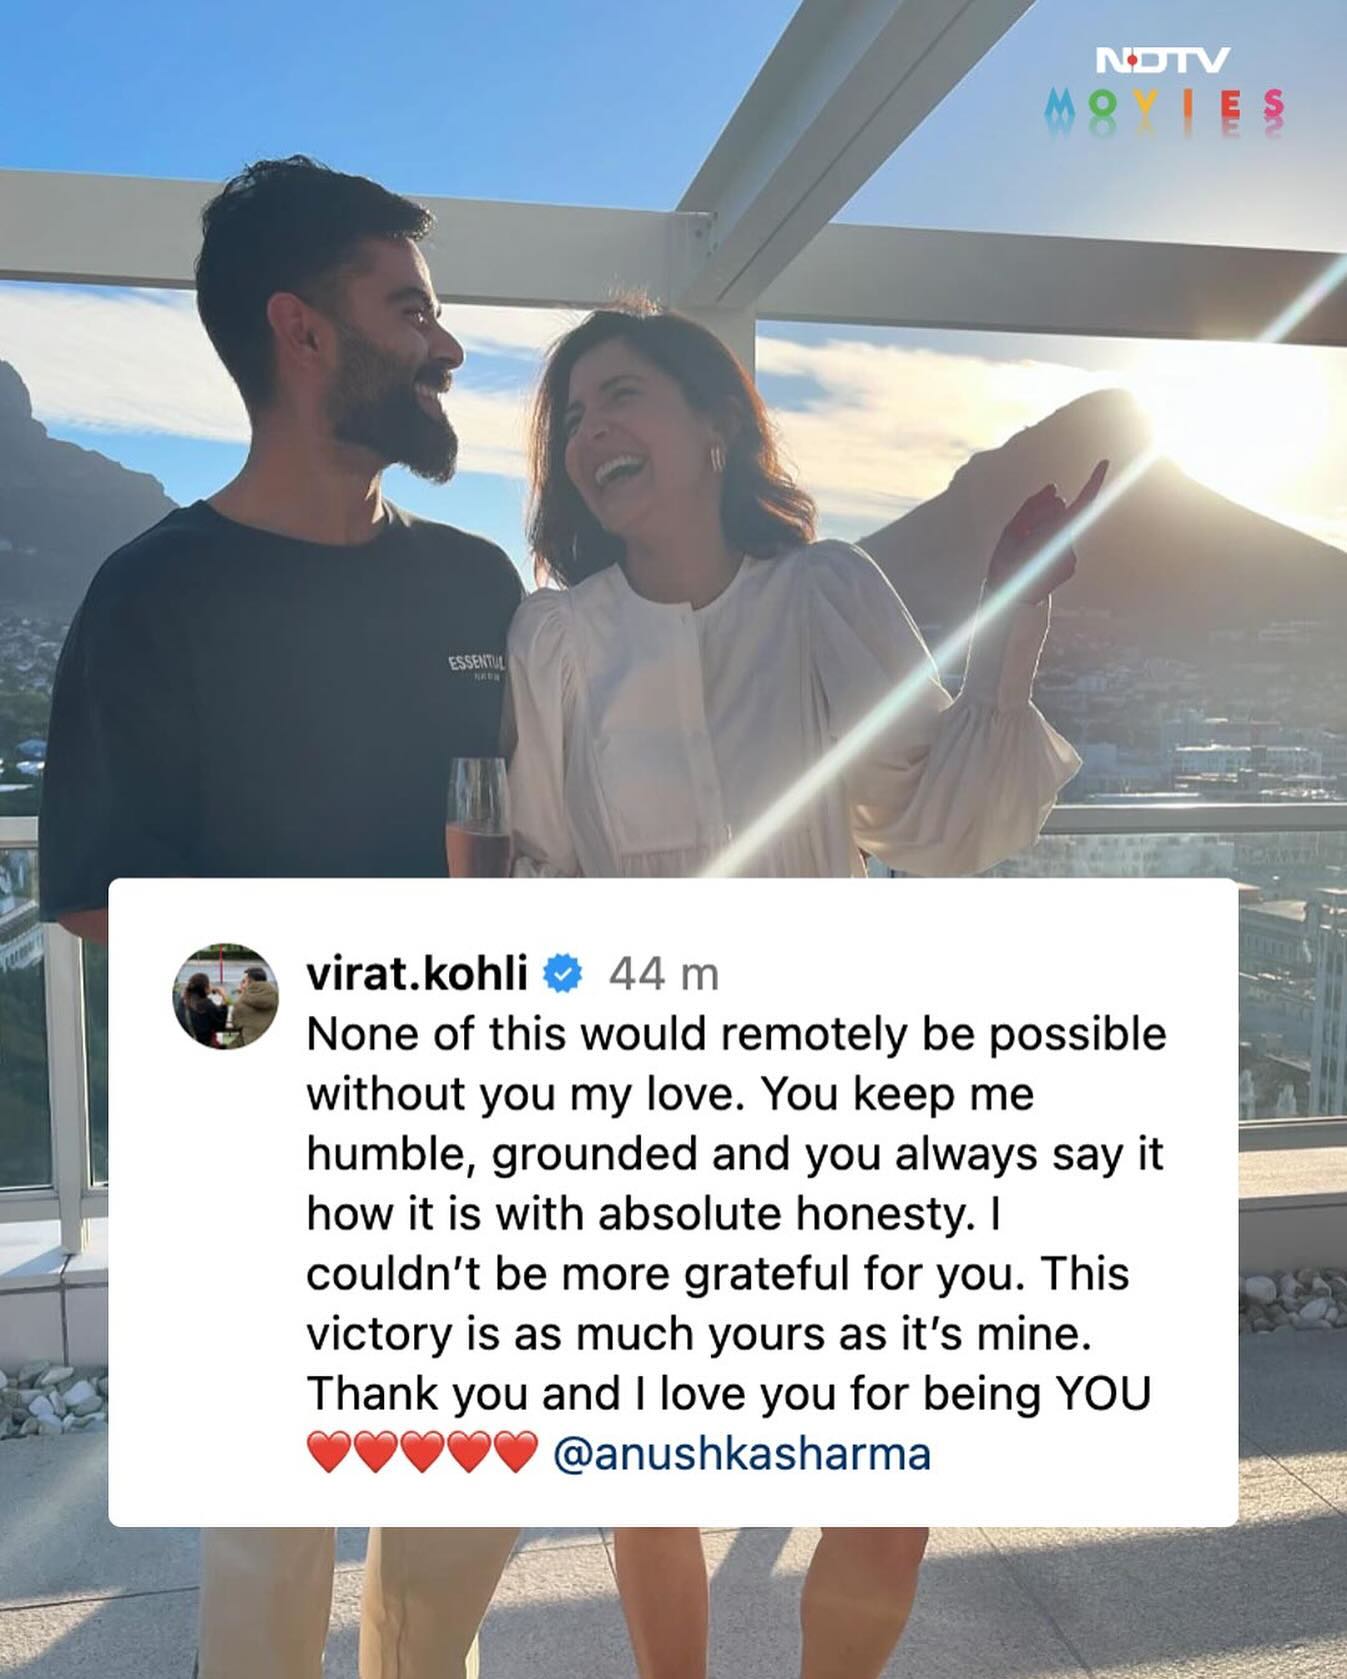 NDTV
MOVIES
ESSENTIAL
virat.kohli 44 m
None of this would remotely be possible
without you my love. You keep me
humble, grounded and you always say it
how it is with absolute honesty. I
couldn’t be more grateful for you. This
victory is as much yours as it’s mine.
Thank you and I love you for being YOU
❤️❤️❤️❤️❤️ @anushkasharma